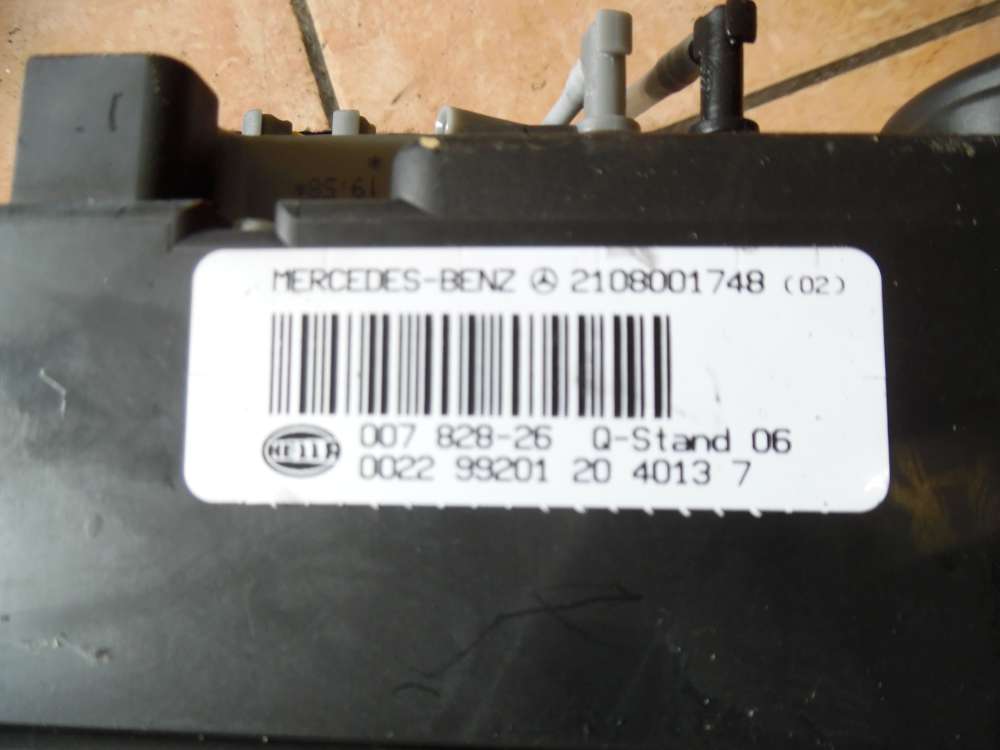 MERCEDES-BENZ 2108001748 (02)
HELLA
007 828-26 Q-Stand 06
0022 99201 20 4013 7